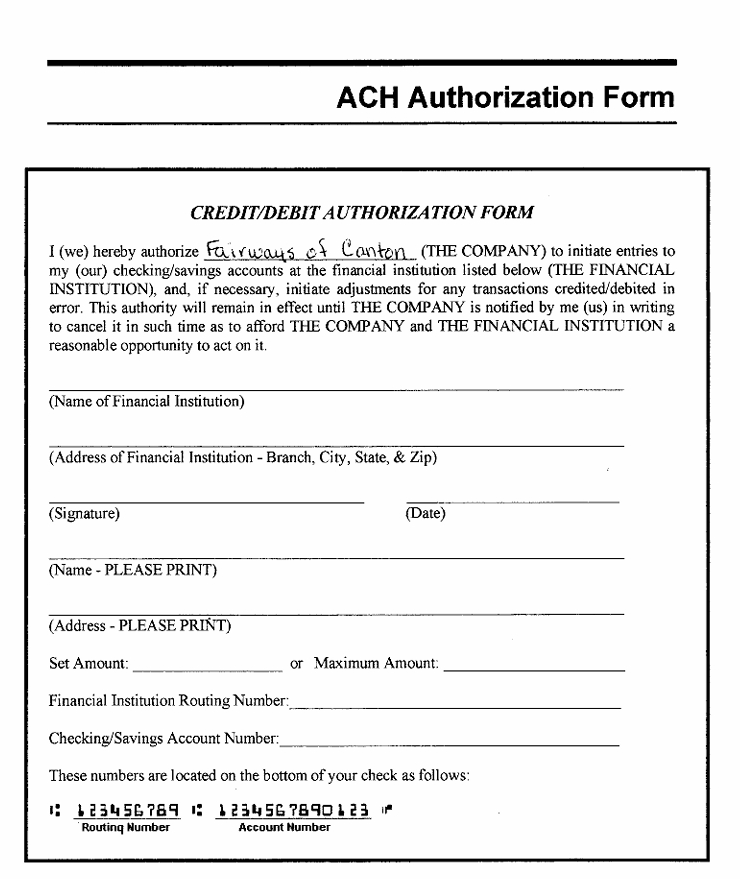 ACH Authorization Form
CREDIT/DEBIT AUTHORIZATION FORM
I (we) hereby authorize Fairways of Canton (THE COMPANY) to initiate entries to
my (our) checking/savings accounts at the financial institution listed below (THE FINANCIAL
INSTITUTION), and, if necessary, initiate adjustments for any transactions credited/debited in
error. This authority will remain in effect until THE COMPANY is notified by me (us) in writing
to cancel it in such time as to afford THE COMPANY and THE FINANCIAL INSTITUTION a
reasonable opportunity to act on it.
(Name of Financial Institution)
(Address of Financial Institution - Branch, City, State, & Zip)
(Signature) (Date)
(Name - PLEASE PRINT)
(Address - PLEASE PRINT)
Set Amount: or Maximum Amount:
Financial Institution Routing Number:
Checking/Savings Account Number:
These numbers are located on the bottom of your check as follows:
⑆ 123456789 ⑆ 1234567890123 ⑈
Routing Number Account Number